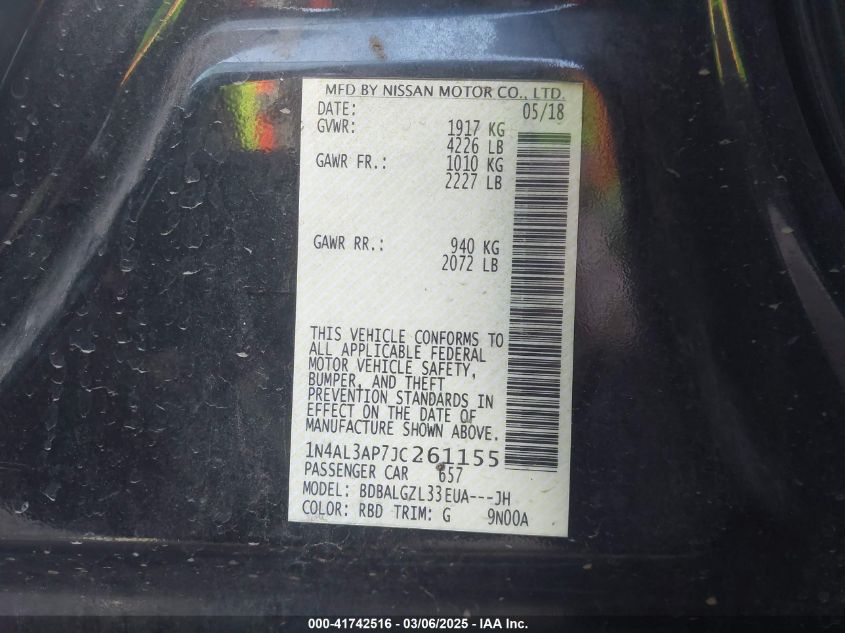 MFD BY NISSAN MOTOR CO., LTD.
DATE: 05/18
GVWR: 1917 KG
4226 LB
GAWR FR.: 1010 KG
2227 LB
GAWR RR.: 940 KG
2072 LB
THIS VEHICLE CONFORMS TO
ALL APPLICABLE FEDERAL
MOTOR VEHICLE SAFETY,
BUMPER, AND THEFT
PREVENTION STANDARDS IN
EFFECT ON THE DATE OF
MANUFACTURE SHOWN ABOVE.
1N4AL3AP7JC261155
PASSENGER CAR 657
MODEL: BDBALGZL33EUA---JH
COLOR: RBD TRIM: G 9N00A
000-41742516 - 03/06/2025 - IAA Inc.